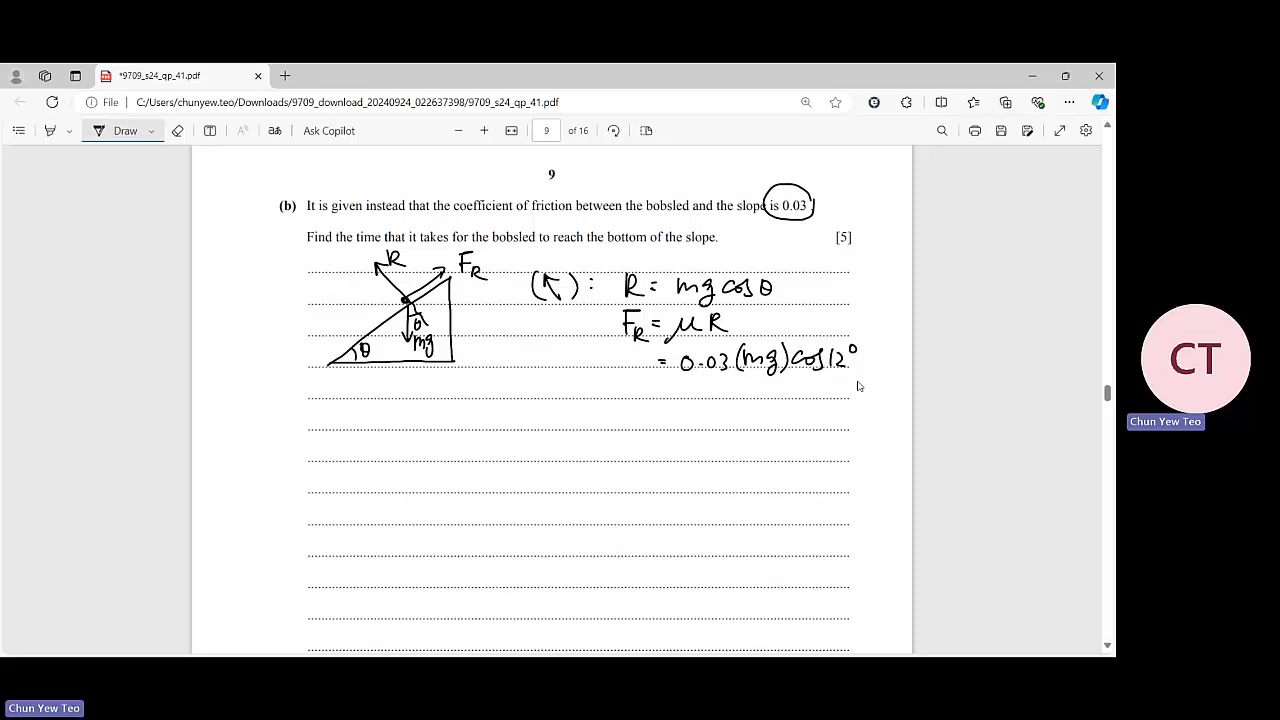 *9709_s24_qp_41.pdf
File C:/Users/chunyew.teo/Downloads/9709_download_20240524_022637398/9709_s24_qp_41.pdf
Draw Ask Copilot 9 of 16
9
(b) It is given instead that the coefficient of friction between the bobsled and the slope is 0.03.
Find the time that it takes for the bobsled to reach the bottom of the slope. [5]
R F_R
(↖): R = mg cos θ
θ θ mg
F_R = μR
= 0.03(mg) cos 12°
CT
Chun Yew Teo
Chun Yew Teo